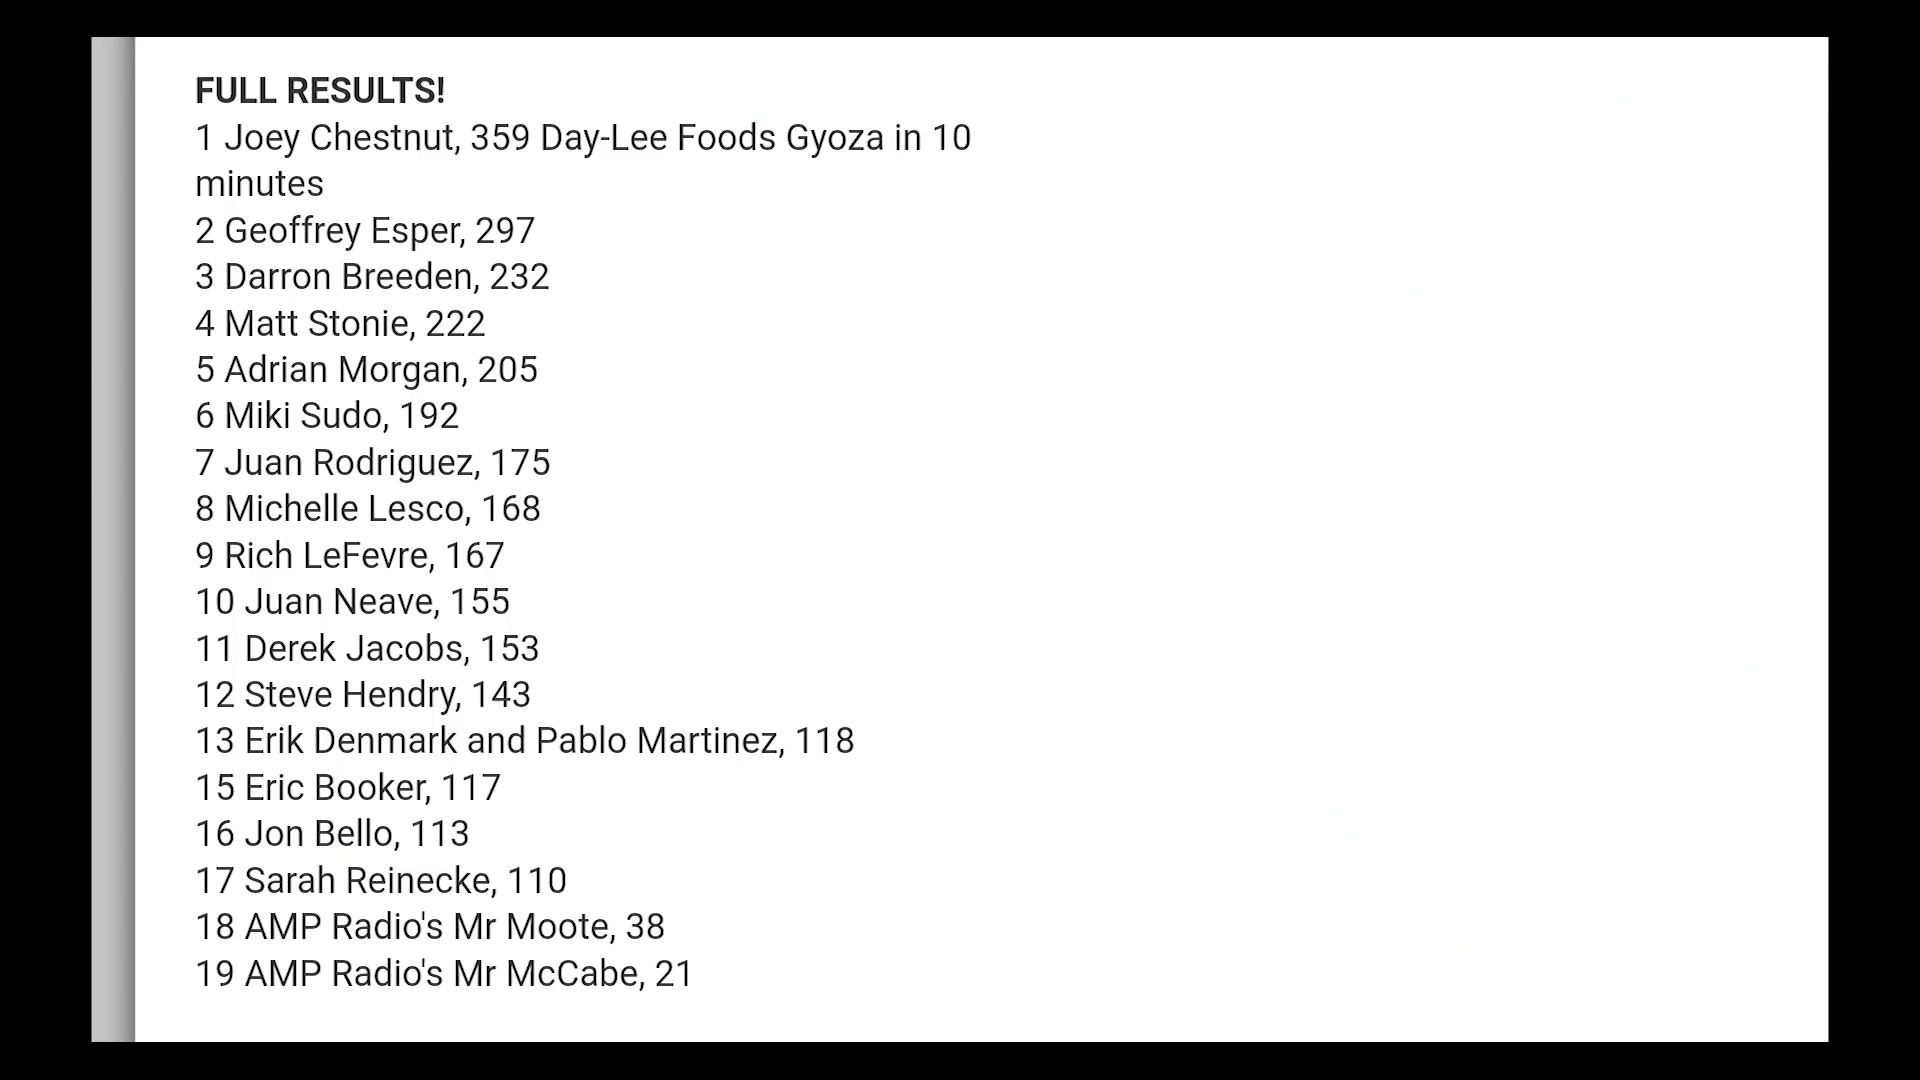 FULL RESULTS!
1 Joey Chestnut, 359 Day-Lee Foods Gyoza in 10
minutes
2 Geoffrey Esper, 297
3 Darron Breeden, 232
4 Matt Stonie, 222
5 Adrian Morgan, 205
6 Miki Sudo, 192
7 Juan Rodriguez, 175
8 Michelle Lesco, 168
9 Rich LeFevre, 167
10 Juan Neave, 155
11 Derek Jacobs, 153
12 Steve Hendry, 143
13 Erik Denmark and Pablo Martinez, 118
15 Eric Booker, 117
16 Jon Bello, 113
17 Sarah Reinecke, 110
18 AMP Radio's Mr Moote, 38
19 AMP Radio's Mr McCabe, 21